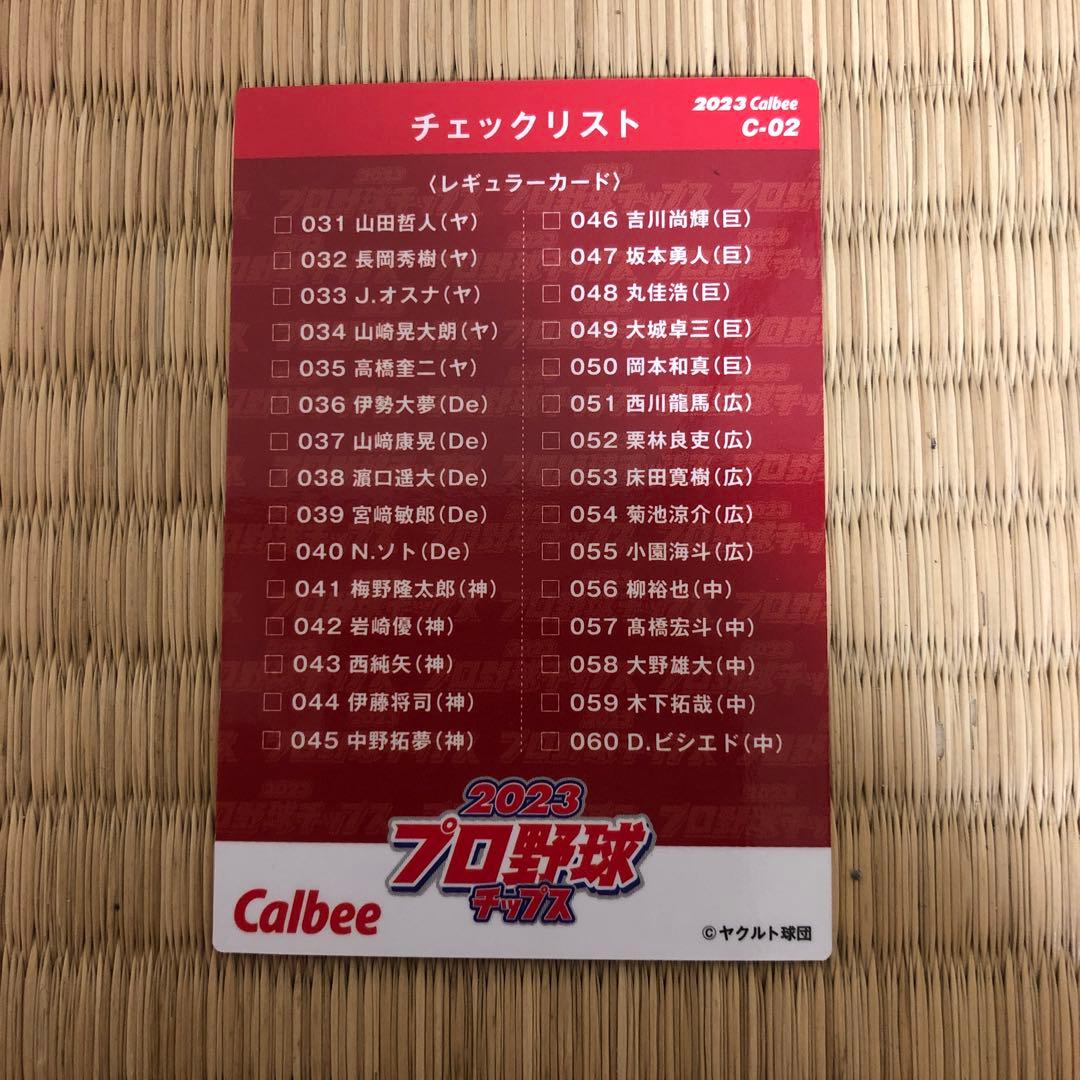 2023 Calbee
チェックリスト
C-02
〈レギュラーカード〉
□ 031 山田哲人(ヤ)
□ 032 長岡秀樹(ヤ)
□ 033 J.オスナ(ヤ)
□ 034 山崎晃大朗(ヤ)
□ 035 高橋奎二(ヤ)
□ 036 伊勢大夢(De)
□ 037 山﨑康晃(De)
□ 038 濵口遥大(De)
□ 039 宮﨑敏郎(De)
□ 040 N.ソト(De)
□ 041 梅野隆太郎(神)
□ 042 岩崎優(神)
□ 043 西純矢(神)
□ 044 伊藤将司(神)
□ 045 中野拓夢(神)
□ 046 吉川尚輝(巨)
□ 047 坂本勇人(巨)
□ 048 丸佳浩(巨)
□ 049 大城卓三(巨)
□ 050 岡本和真(巨)
□ 051 西川龍馬(広)
□ 052 栗林良吏(広)
□ 053 床田寛樹(広)
□ 054 菊池涼介(広)
□ 055 小園海斗(広)
□ 056 柳裕也(中)
□ 057 髙橋宏斗(中)
□ 058 大野雄大(中)
□ 059 木下拓哉(中)
□ 060 D.ビシエド(中)
2023
プロ野球
チップス
Calbee
©ヤクルト球団